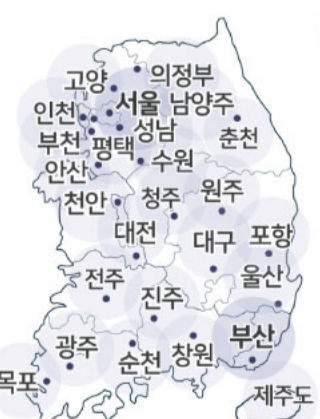 고양 의정부
인천 서울 남양주
부천 평택 성남 춘천
안산 수원
천안 청주 원주
대전 대구 포항
전주 진주 울산
광주 순천 창원 부산
목포 제주도